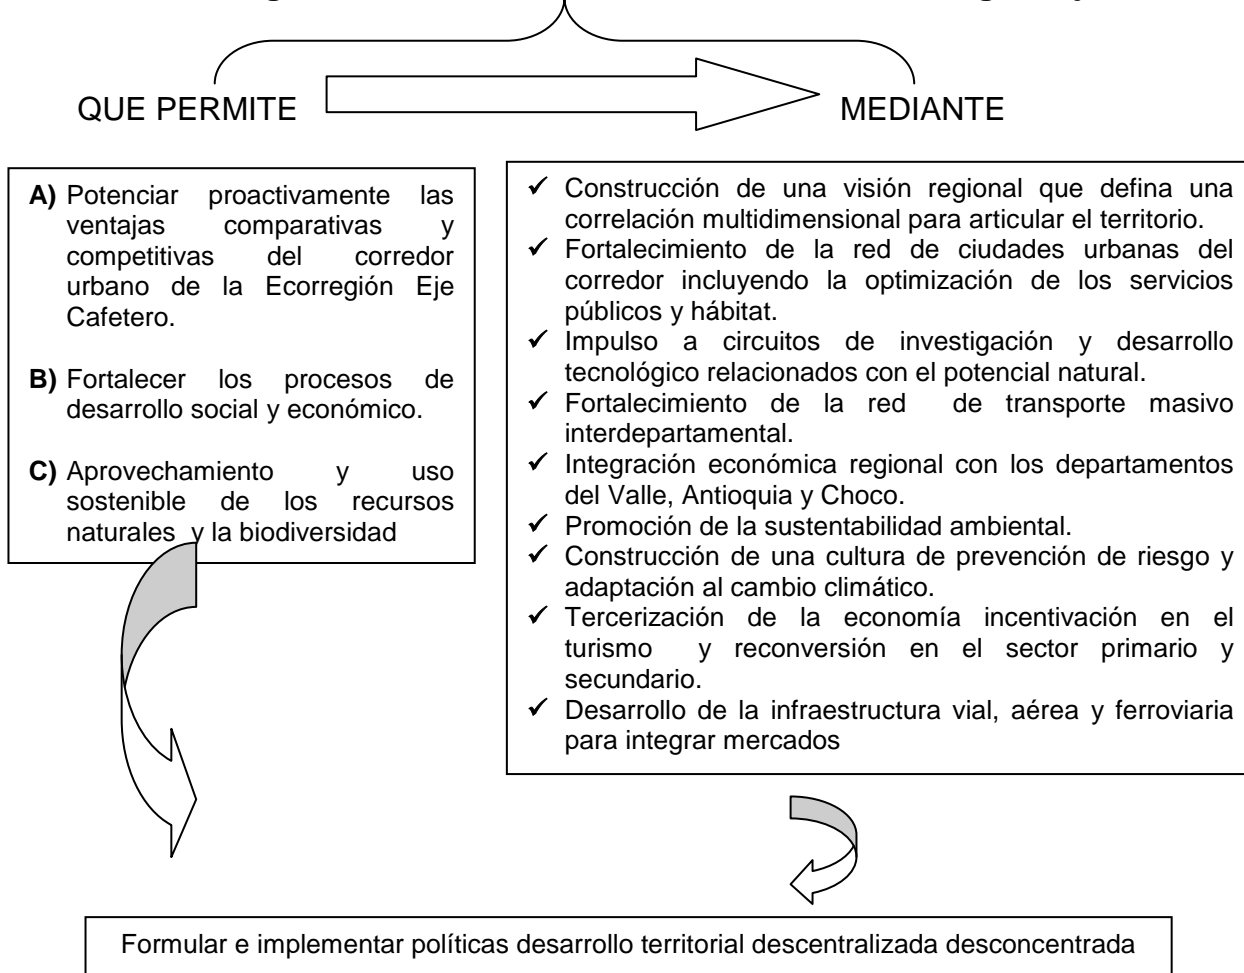 QUE PERMITE
MEDIANTE
A) Potenciar proactivamente las
ventajas comparativas y
competitivas del corredor
urbano de la Ecorregión Eje
Cafetero.
B) Fortalecer los procesos de
desarrollo social y económico.
C) Aprovechamiento y uso
sostenible de los recursos
naturales y la biodiversidad
✓ Construcción de una visión regional que defina una
correlación multidimensional para articular el territorio.
✓ Fortalecimiento de la red de ciudades urbanas del
corredor incluyendo la optimización de los servicios
públicos y hábitat.
✓ Impulso a circuitos de investigación y desarrollo
tecnológico relacionados con el potencial natural.
✓ Fortalecimiento de la red de transporte masivo
interdepartamental.
✓ Integración económica regional con los departamentos
del Valle, Antioquia y Choco.
✓ Promoción de la sustentabilidad ambiental.
✓ Construcción de una cultura de prevención de riesgo y
adaptación al cambio climático.
✓ Tercerización de la economía incentivación en el
turismo y reconversión en el sector primario y
secundario.
✓ Desarrollo de la infraestructura vial, aérea y ferroviaria
para integrar mercados
Formular e implementar políticas desarrollo territorial descentralizada desconcentrada